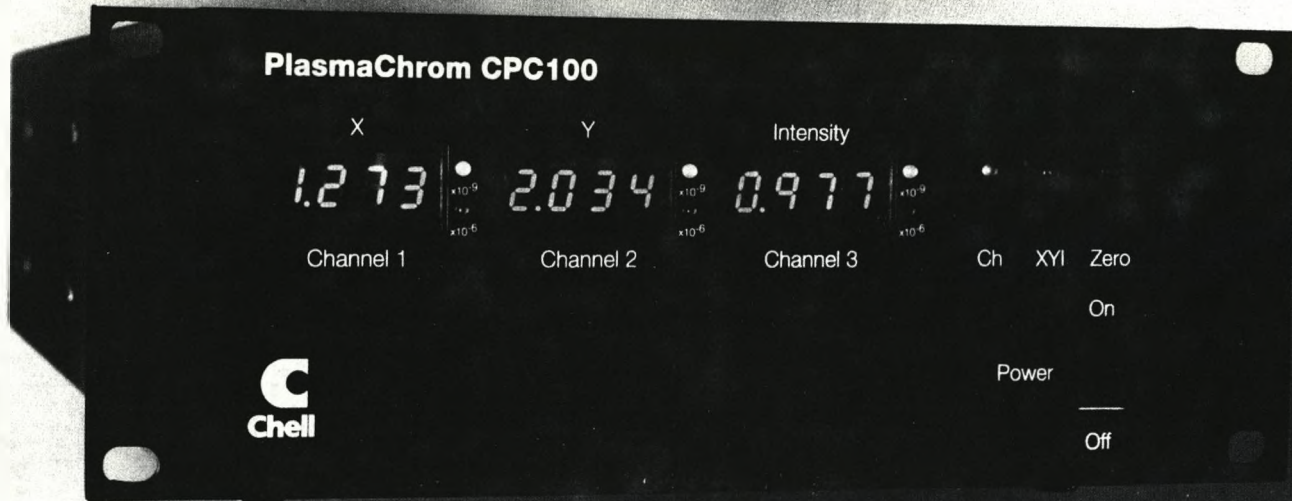 PlasmaChrom CPC100
X Y Intensity
1.273 x10⁻⁹ x10⁻⁶ 2.034 x10⁻⁹ x10⁻⁶ 0.977 x10⁻⁹ x10⁻⁶
Channel 1 Channel 2 Channel 3 Ch XYI Zero
On
Power
Off
Chell